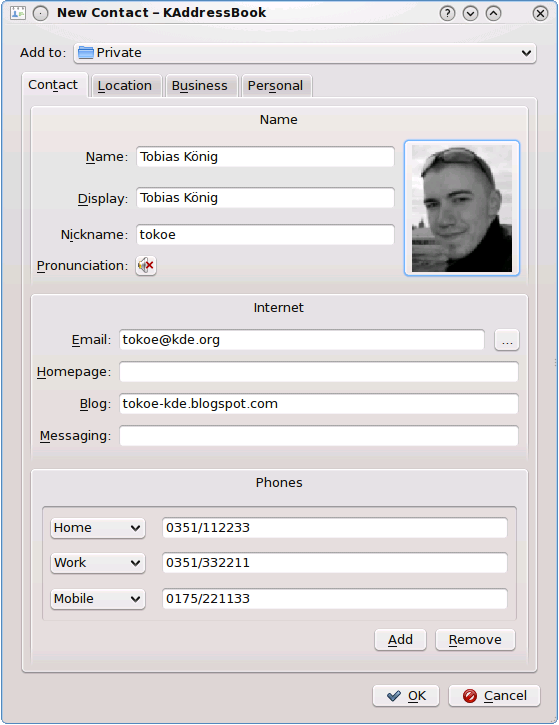 New Contact – KAddressBook
Add to: Private
Contact Location Business Personal
Name
Name: Tobias König
Display: Tobias König
Nickname: tokoe
Pronunciation:
Internet
Email: tokoe@kde.org ...
Homepage:
Blog: tokoe-kde.blogspot.com
Messaging:
Phones
Home 0351/112233
Work 0351/332211
Mobile 0175/221133
Add Remove
OK Cancel